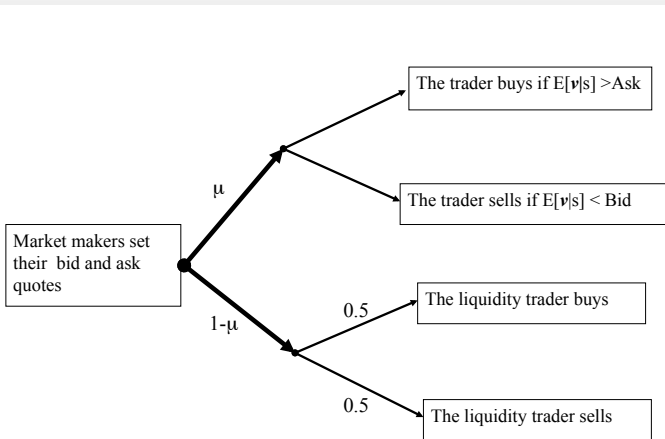 The trader buys if E[v|s] >Ask
μ
The trader sells if E[v|s] < Bid
Market makers set
their  bid and ask
quotes
1-μ
0.5
The liquidity trader buys
0.5
The liquidity trader sells